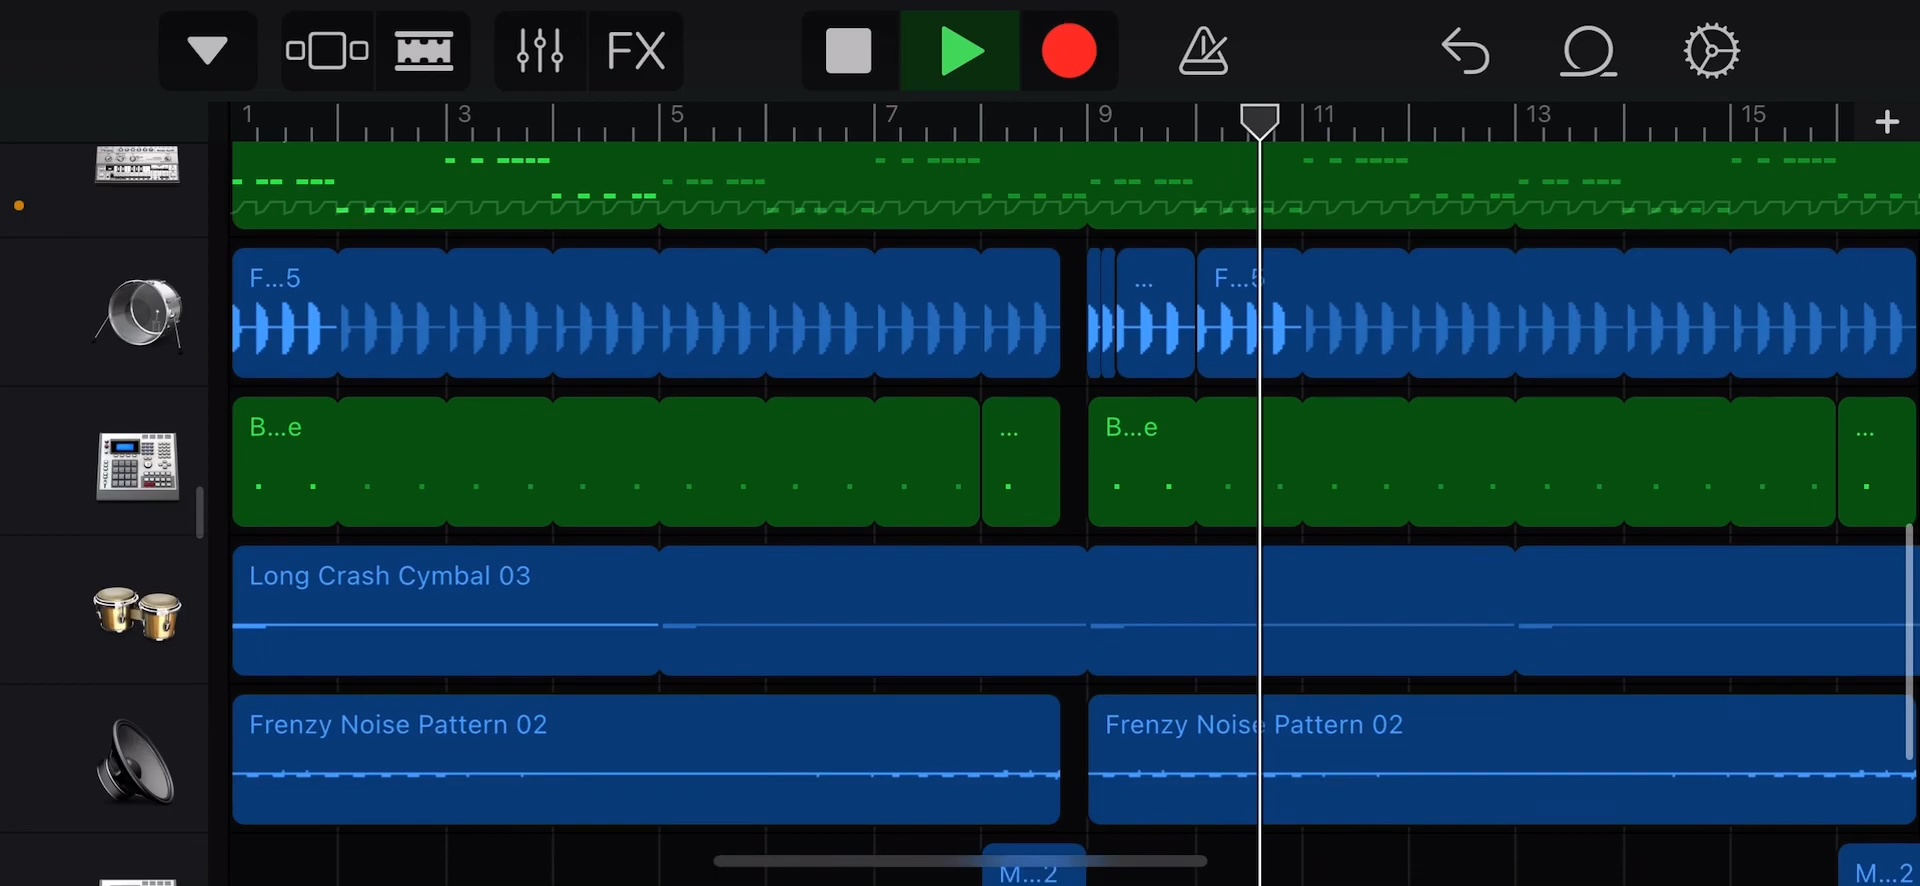 FX
1 3 5 7 9 11 13 15 +
F...5 ... F...5
B...e ... B...e ...
Long Crash Cymbal 03
Frenzy Noise Pattern 02 Frenzy Noise Pattern 02
M...2 M...2